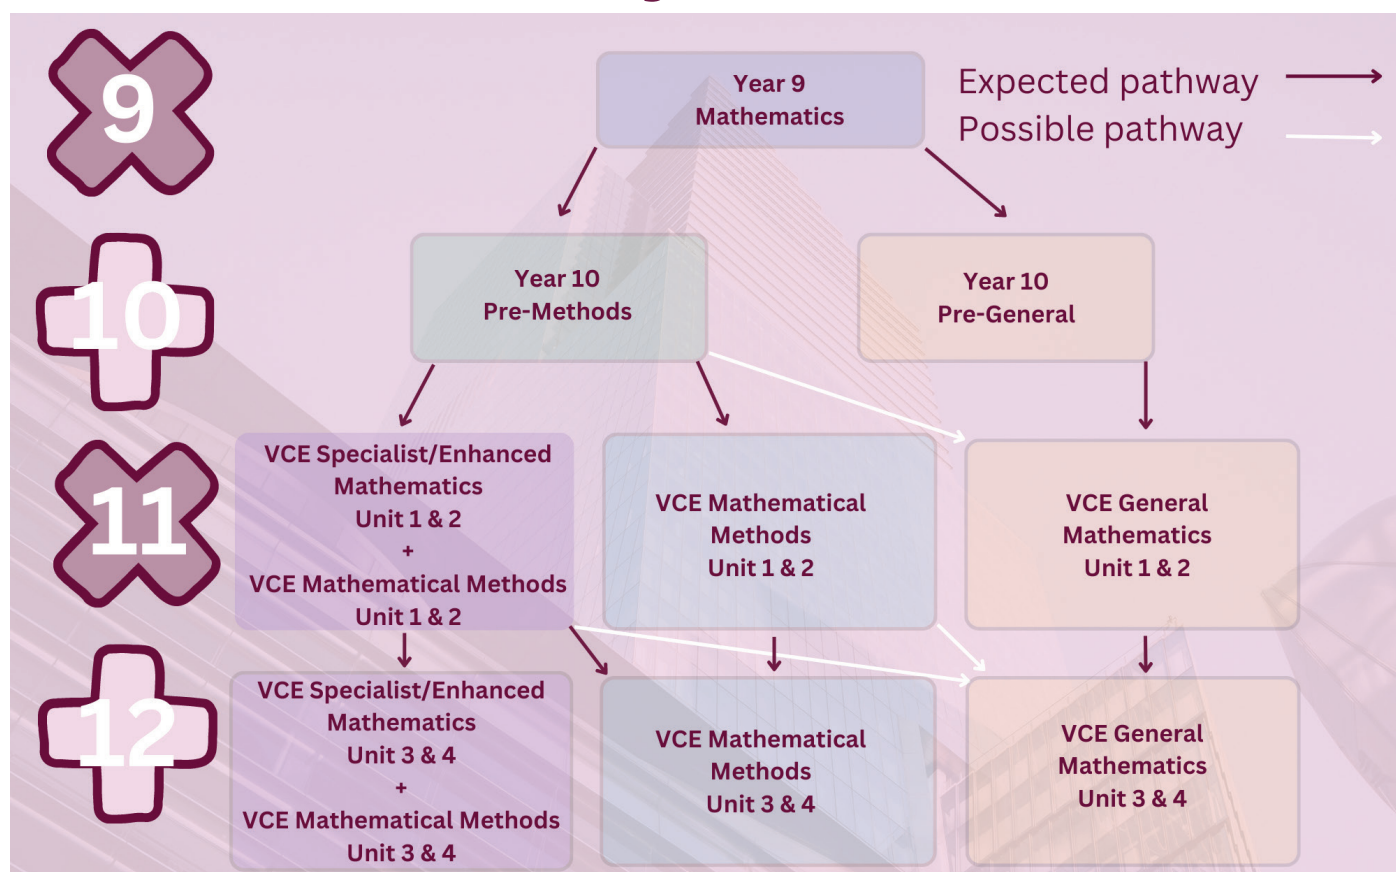 9
Year 9
Mathematics
Expected pathway
Possible pathway
10
Year 10
Pre-Methods
Year 10
Pre-General
11
VCE Specialist/Enhanced
Mathematics
Unit 1 & 2
+
VCE Mathematical Methods
Unit 1 & 2
VCE Mathematical
Methods
Unit 1 & 2
VCE General
Mathematics
Unit 1 & 2
12
VCE Specialist/Enhanced
Mathematics
Unit 3 & 4
+
VCE Mathematical Methods
Unit 3 & 4
VCE Mathematical
Methods
Unit 3 & 4
VCE General
Mathematics
Unit 3 & 4